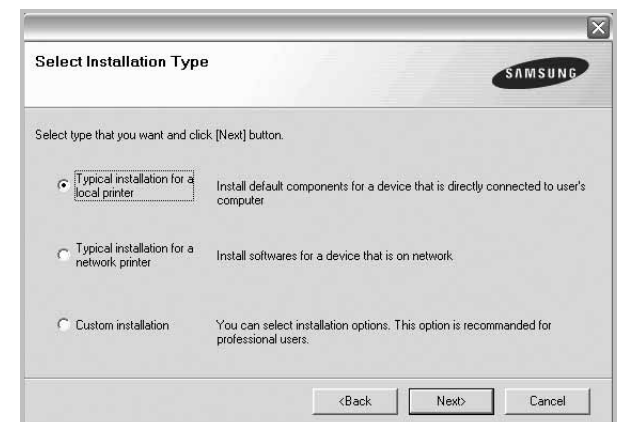 Select Installation Type
SAMSUNG
Select type that you want and click [Next] button.
Typical installation for a
local printer
Install default components for a device that is directly connected to user's
computer
Typical installation for a
network printer
Install softwares for a device that is on network
Custom installation
You can select installation options. This option is recommanded for
professional users.
<Back
Next>
Cancel